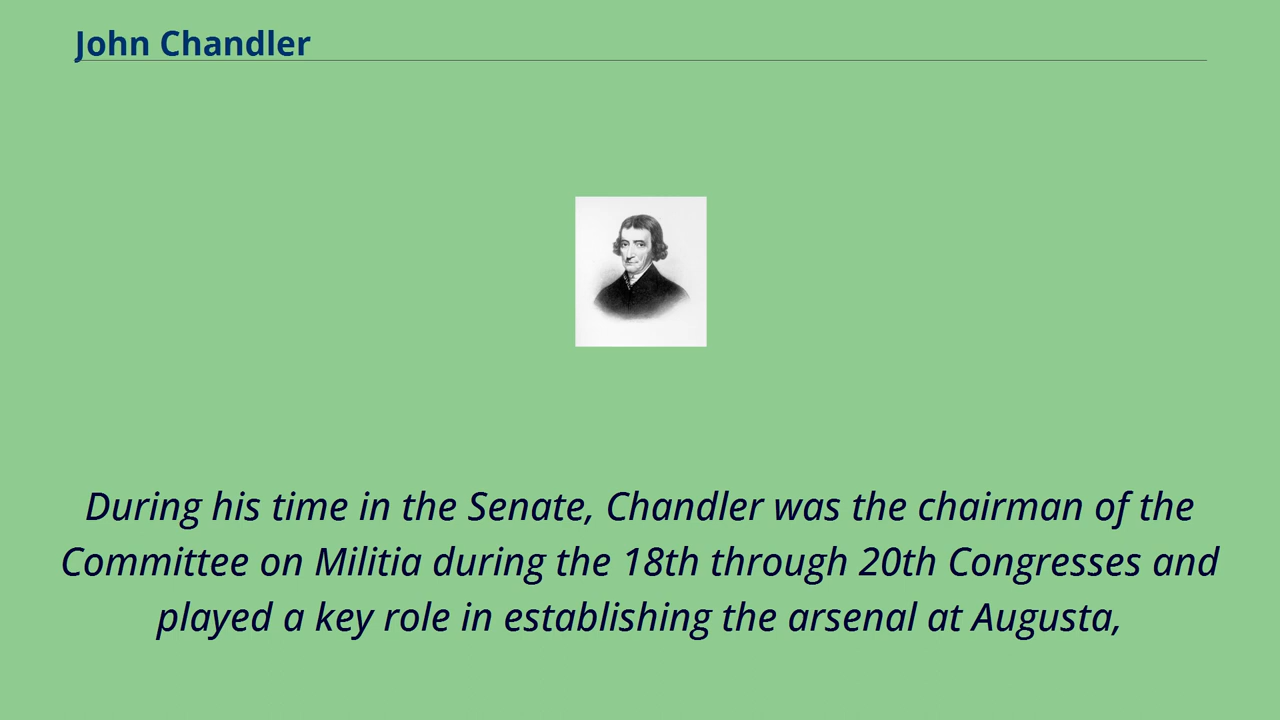 John Chandler
During his time in the Senate, Chandler was the chairman of the
Committee on Militia during the 18th through 20th Congresses and
played a key role in establishing the arsenal at Augusta,